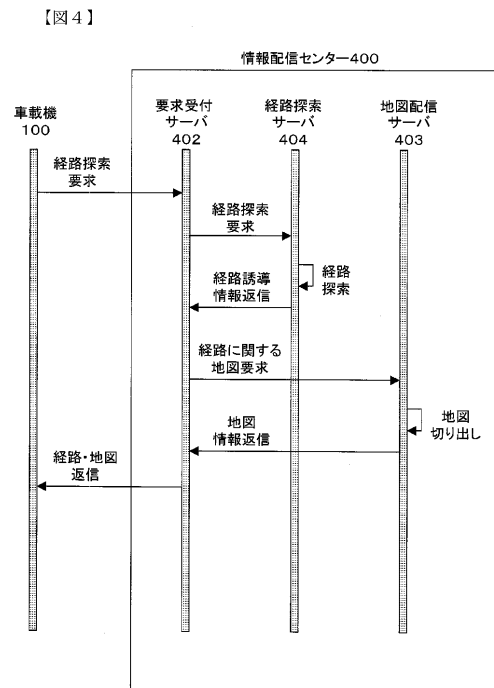 【図4】
情報配信センター400
車載機
100
要求受付
サーバ
402
経路探索
サーバ
404
地図配信
サーバ
403
経路探索
要求
経路探索
要求
経路
探索
経路誘導
情報返信
経路に関する
地図要求
地図
切り出し
地図
情報返信
経路・地図
返信